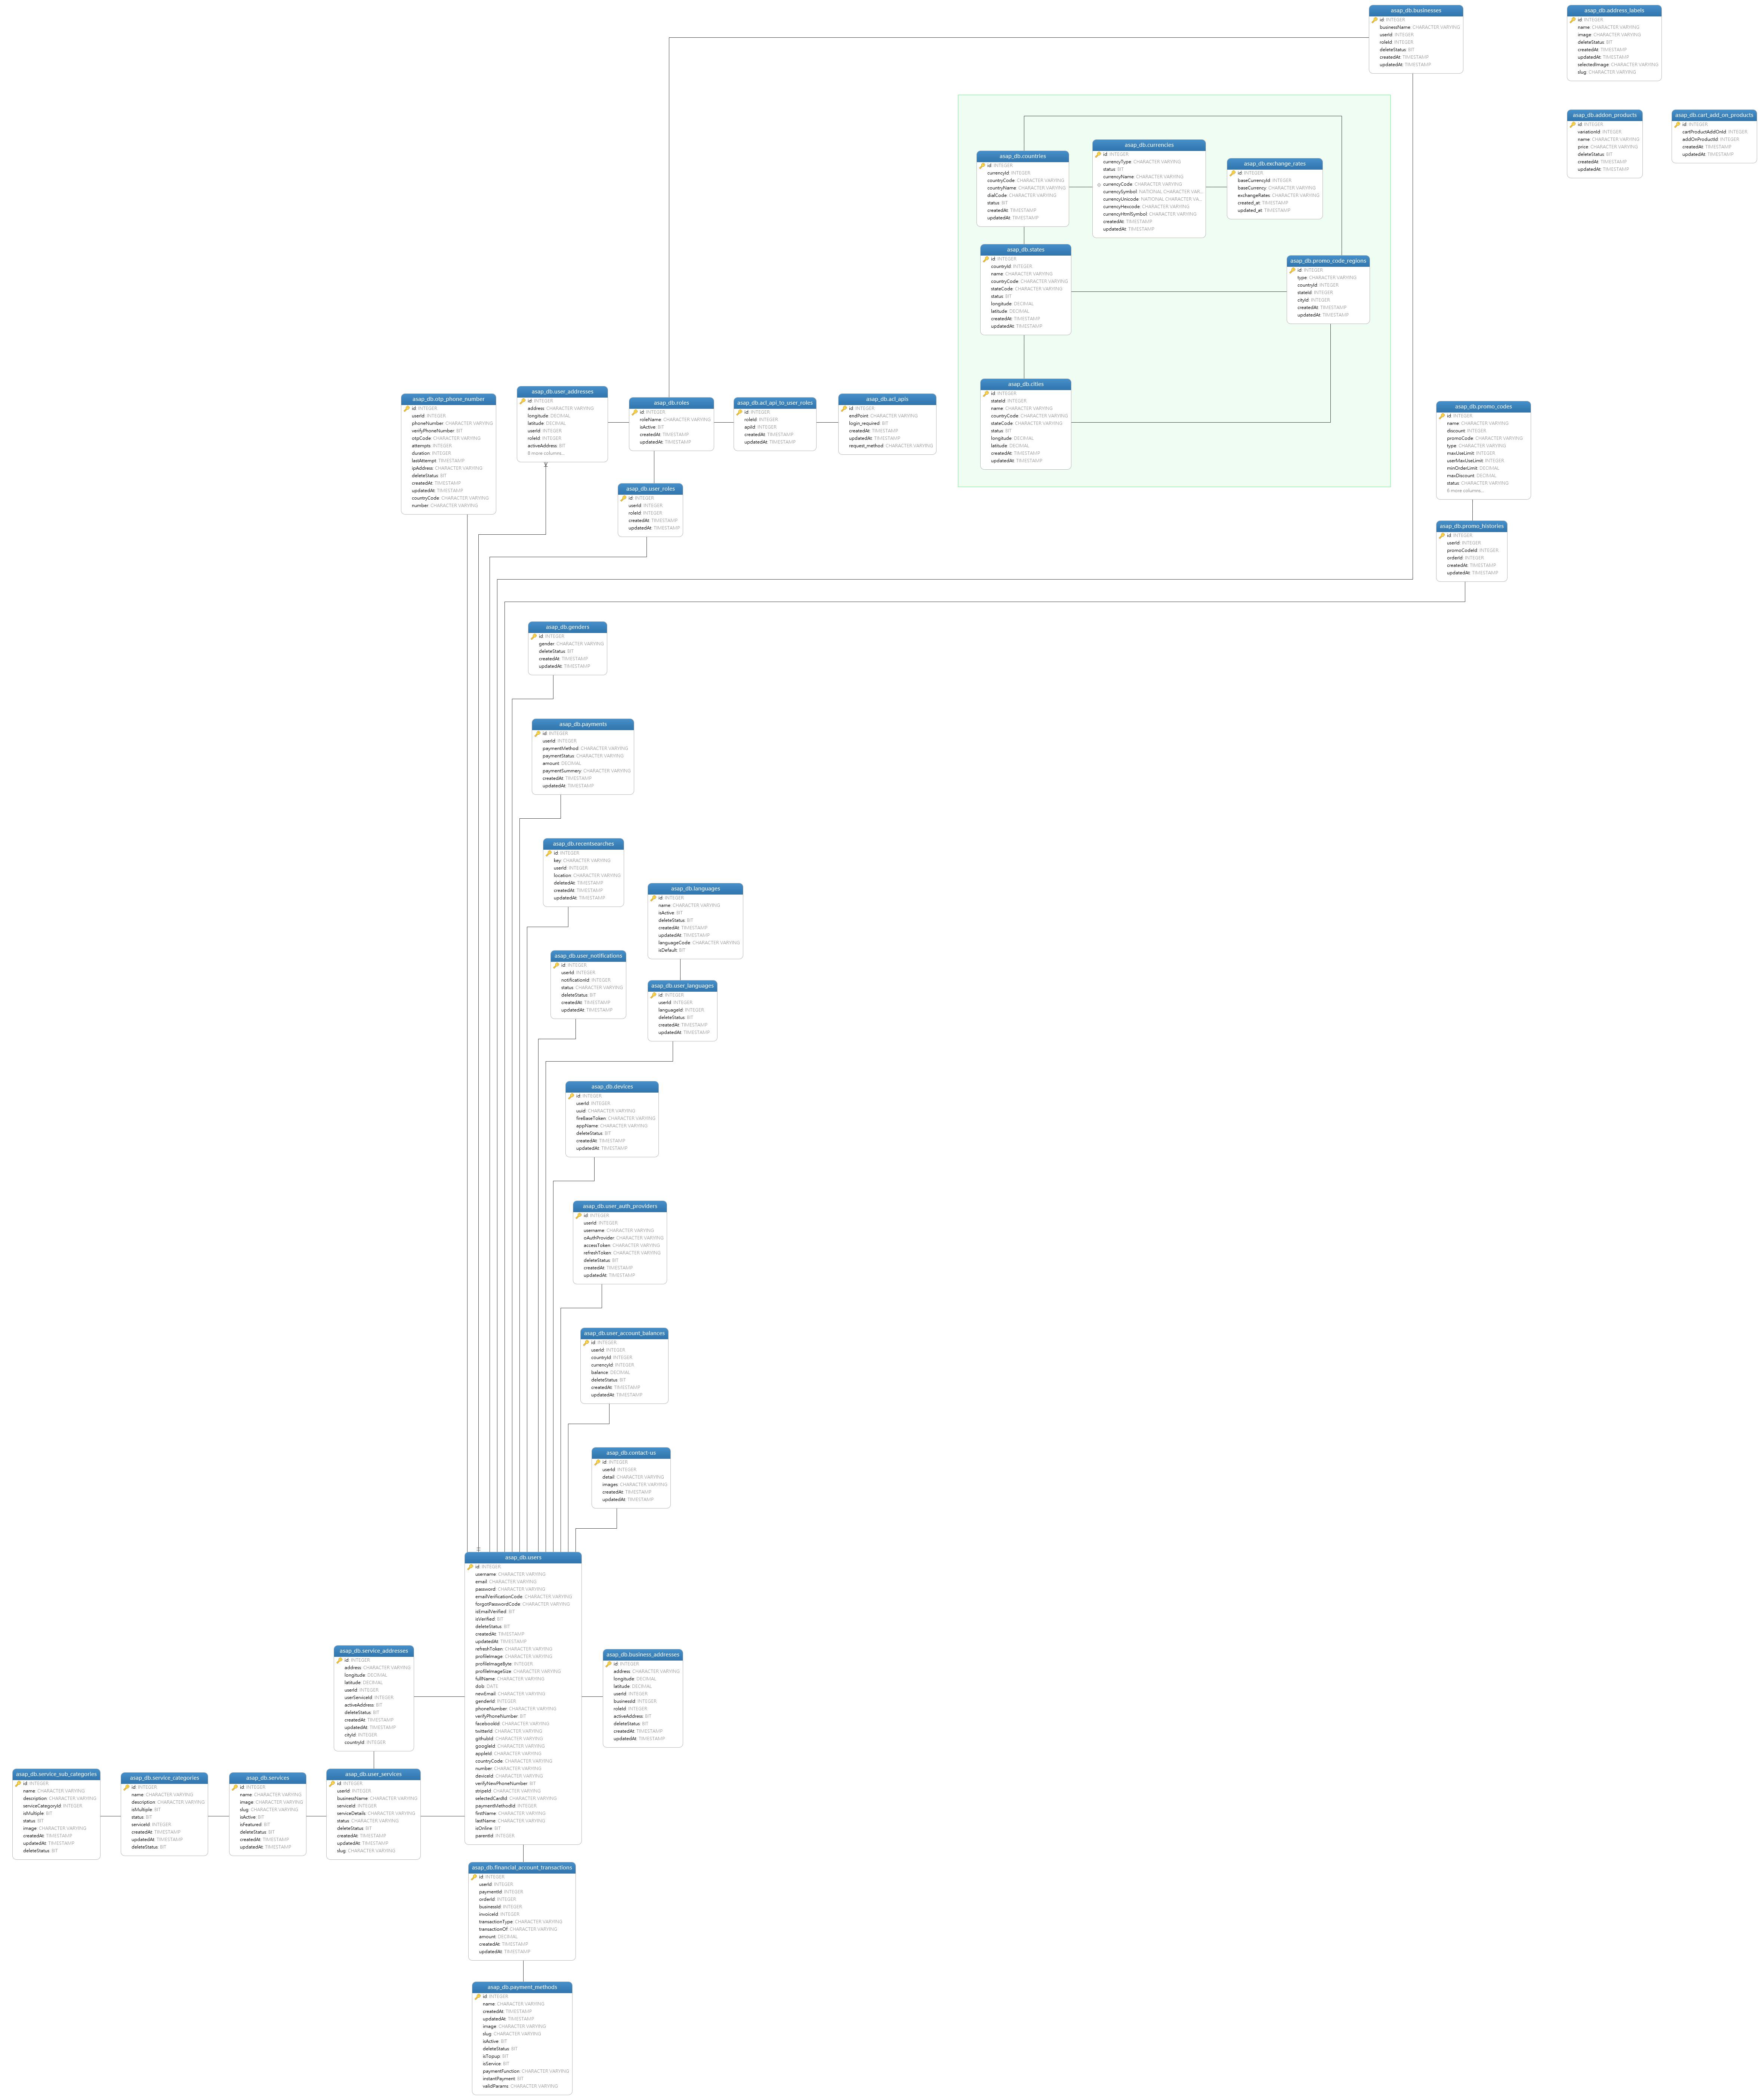 asap_db.businesses
id: INTEGER
businessName: CHARACTER VARYING
userId: INTEGER
roleId: INTEGER
deleteStatus: BIT
createdAt: TIMESTAMP
updatedAt: TIMESTAMP
asap_db.address_labels
id: INTEGER
name: CHARACTER VARYING
image: CHARACTER VARYING
deleteStatus: BIT
createdAt: TIMESTAMP
updatedAt: TIMESTAMP
selectedImage: CHARACTER VARYING
slug: CHARACTER VARYING
asap_db.addon_products
id: INTEGER
variationId: INTEGER
name: CHARACTER VARYING
price: CHARACTER VARYING
deleteStatus: BIT
createdAt: TIMESTAMP
updatedAt: TIMESTAMP
asap_db.cart_add_on_products
id: INTEGER
cartProductAddOnId: INTEGER
addOnProductId: INTEGER
createdAt: TIMESTAMP
updatedAt: TIMESTAMP
asap_db.countries
id: INTEGER
currencyId: INTEGER
countryCode: CHARACTER VARYING
countryName: CHARACTER VARYING
dialCode: CHARACTER VARYING
status: BIT
createdAt: TIMESTAMP
updatedAt: TIMESTAMP
asap_db.currencies
id: INTEGER
currencyType: CHARACTER VARYING
status: BIT
currencyName: CHARACTER VARYING
currencyCode: CHARACTER VARYING
currencySymbol: NATIONAL CHARACTER VAR...
currencyUnicode: NATIONAL CHARACTER VA...
currencyHexcode: CHARACTER VARYING
currencyHtmlSymbol: CHARACTER VARYING
createdAt: TIMESTAMP
updatedAt: TIMESTAMP
asap_db.exchange_rates
id: INTEGER
baseCurrencyId: INTEGER
baseCurrency: CHARACTER VARYING
exchangeRates: CHARACTER VARYING
created_at: TIMESTAMP
updated_at: TIMESTAMP
asap_db.states
id: INTEGER
countryId: INTEGER
name: CHARACTER VARYING
countryCode: CHARACTER VARYING
stateCode: CHARACTER VARYING
status: BIT
longitude: DECIMAL
latitude: DECIMAL
createdAt: TIMESTAMP
updatedAt: TIMESTAMP
asap_db.promo_code_regions
id: INTEGER
type: CHARACTER VARYING
countryId: INTEGER
stateId: INTEGER
cityId: INTEGER
createdAt: TIMESTAMP
updatedAt: TIMESTAMP
asap_db.cities
id: INTEGER
stateId: INTEGER
name: CHARACTER VARYING
countryCode: CHARACTER VARYING
stateCode: CHARACTER VARYING
status: BIT
longitude: DECIMAL
latitude: DECIMAL
createdAt: TIMESTAMP
updatedAt: TIMESTAMP
asap_db.otp_phone_number
id: INTEGER
userId: INTEGER
phoneNumber: CHARACTER VARYING
verifyPhoneNumber: BIT
otpCode: CHARACTER VARYING
attempts: INTEGER
duration: INTEGER
lastAttempt: TIMESTAMP
ipAddress: CHARACTER VARYING
deleteStatus: BIT
createdAt: TIMESTAMP
updatedAt: TIMESTAMP
countryCode: CHARACTER VARYING
number: CHARACTER VARYING
asap_db.user_addresses
id: INTEGER
address: CHARACTER VARYING
longitude: DECIMAL
latitude: DECIMAL
userId: INTEGER
roleId: INTEGER
activeAddress: BIT
8 more columns...
asap_db.roles
id: INTEGER
roleName: CHARACTER VARYING
isActive: BIT
createdAt: TIMESTAMP
updatedAt: TIMESTAMP
asap_db.acl_api_to_user_roles
id: INTEGER
roleId: INTEGER
apiId: INTEGER
createdAt: TIMESTAMP
updatedAt: TIMESTAMP
asap_db.acl_apis
id: INTEGER
endPoint: CHARACTER VARYING
login_required: BIT
createdAt: TIMESTAMP
updatedAt: TIMESTAMP
request_method: CHARACTER VARYING
asap_db.promo_codes
id: INTEGER
name: CHARACTER VARYING
discount: INTEGER
promoCode: CHARACTER VARYING
type: CHARACTER VARYING
maxUseLimit: INTEGER
userMaxUseLimit: INTEGER
minOrderLimit: DECIMAL
maxDiscount: DECIMAL
status: CHARACTER VARYING
6 more columns...
asap_db.user_roles
id: INTEGER
userId: INTEGER
roleId: INTEGER
createdAt: TIMESTAMP
updatedAt: TIMESTAMP
asap_db.promo_histories
id: INTEGER
userId: INTEGER
promoCodeId: INTEGER
orderId: INTEGER
createdAt: TIMESTAMP
updatedAt: TIMESTAMP
asap_db.genders
id: INTEGER
gender: CHARACTER VARYING
deleteStatus: BIT
createdAt: TIMESTAMP
updatedAt: TIMESTAMP
asap_db.payments
id: INTEGER
userId: INTEGER
paymentMethod: CHARACTER VARYING
paymentStatus: CHARACTER VARYING
amount: DECIMAL
paymentSummery: CHARACTER VARYING
createdAt: TIMESTAMP
updatedAt: TIMESTAMP
asap_db.recentsearches
id: INTEGER
key: CHARACTER VARYING
userId: INTEGER
location: CHARACTER VARYING
deletedAt: TIMESTAMP
createdAt: TIMESTAMP
updatedAt: TIMESTAMP
asap_db.languages
id: INTEGER
name: CHARACTER VARYING
isActive: BIT
deleteStatus: BIT
createdAt: TIMESTAMP
updatedAt: TIMESTAMP
languageCode: CHARACTER VARYING
isDefault: BIT
asap_db.user_notifications
id: INTEGER
userId: INTEGER
notificationId: INTEGER
status: CHARACTER VARYING
deleteStatus: BIT
createdAt: TIMESTAMP
updatedAt: TIMESTAMP
asap_db.user_languages
id: INTEGER
userId: INTEGER
languageId: INTEGER
deleteStatus: BIT
createdAt: TIMESTAMP
updatedAt: TIMESTAMP
asap_db.devices
id: INTEGER
userId: INTEGER
uuid: CHARACTER VARYING
fireBaseToken: CHARACTER VARYING
appName: CHARACTER VARYING
deleteStatus: BIT
createdAt: TIMESTAMP
updatedAt: TIMESTAMP
asap_db.user_auth_providers
id: INTEGER
userId: INTEGER
username: CHARACTER VARYING
oAuthProvider: CHARACTER VARYING
accessToken: CHARACTER VARYING
refreshToken: CHARACTER VARYING
deleteStatus: BIT
createdAt: TIMESTAMP
updatedAt: TIMESTAMP
asap_db.user_account_balances
id: INTEGER
userId: INTEGER
countryId: INTEGER
currencyId: INTEGER
balance: DECIMAL
deleteStatus: BIT
createdAt: TIMESTAMP
updatedAt: TIMESTAMP
asap_db.contact-us
id: INTEGER
userId: INTEGER
detail: CHARACTER VARYING
images: CHARACTER VARYING
createdAt: TIMESTAMP
updatedAt: TIMESTAMP
asap_db.users
id: INTEGER
username: CHARACTER VARYING
email: CHARACTER VARYING
password: CHARACTER VARYING
emailVerificationCode: CHARACTER VARYING
forgotPasswordCode: CHARACTER VARYING
isEmailVerified: BIT
isVerified: BIT
deleteStatus: BIT
createdAt: TIMESTAMP
updatedAt: TIMESTAMP
refreshToken: CHARACTER VARYING
profileImage: CHARACTER VARYING
profileImageByte: INTEGER
profileImageSize: CHARACTER VARYING
fullName: CHARACTER VARYING
dob: DATE
newEmail: CHARACTER VARYING
genderId: INTEGER
phoneNumber: CHARACTER VARYING
verifyPhoneNumber: BIT
facebookId: CHARACTER VARYING
twitterId: CHARACTER VARYING
githubId: CHARACTER VARYING
googleId: CHARACTER VARYING
appleId: CHARACTER VARYING
countryCode: CHARACTER VARYING
number: CHARACTER VARYING
deviceId: CHARACTER VARYING
verifyNewPhoneNumber: BIT
stripeId: CHARACTER VARYING
selectedCardId: CHARACTER VARYING
paymentMethodId: INTEGER
firstName: CHARACTER VARYING
lastName: CHARACTER VARYING
isOnline: BIT
parentId: INTEGER
asap_db.service_addresses
id: INTEGER
address: CHARACTER VARYING
longitude: DECIMAL
latitude: DECIMAL
userId: INTEGER
userServiceId: INTEGER
activeAddress: BIT
deleteStatus: BIT
createdAt: TIMESTAMP
updatedAt: TIMESTAMP
cityId: INTEGER
countryId: INTEGER
asap_db.business_addresses
id: INTEGER
address: CHARACTER VARYING
longitude: DECIMAL
latitude: DECIMAL
userId: INTEGER
businessId: INTEGER
roleId: INTEGER
activeAddress: BIT
deleteStatus: BIT
createdAt: TIMESTAMP
updatedAt: TIMESTAMP
asap_db.service_sub_categories
id: INTEGER
name: CHARACTER VARYING
description: CHARACTER VARYING
serviceCategoryId: INTEGER
isMultiple: BIT
status: BIT
image: CHARACTER VARYING
createdAt: TIMESTAMP
updatedAt: TIMESTAMP
deleteStatus: BIT
asap_db.service_categories
id: INTEGER
name: CHARACTER VARYING
description: CHARACTER VARYING
isMultiple: BIT
status: BIT
serviceId: INTEGER
createdAt: TIMESTAMP
updatedAt: TIMESTAMP
deleteStatus: BIT
asap_db.services
id: INTEGER
name: CHARACTER VARYING
image: CHARACTER VARYING
slug: CHARACTER VARYING
isActive: BIT
isFeatured: BIT
deleteStatus: BIT
createdAt: TIMESTAMP
updatedAt: TIMESTAMP
asap_db.user_services
id: INTEGER
userId: INTEGER
businessName: CHARACTER VARYING
serviceId: INTEGER
serviceDetails: CHARACTER VARYING
status: CHARACTER VARYING
deleteStatus: BIT
createdAt: TIMESTAMP
updatedAt: TIMESTAMP
slug: CHARACTER VARYING
asap_db.financial_account_transactions
id: INTEGER
userId: INTEGER
paymentId: INTEGER
orderId: INTEGER
businessId: INTEGER
invoiceId: INTEGER
transactionType: CHARACTER VARYING
transactionOf: CHARACTER VARYING
amount: DECIMAL
createdAt: TIMESTAMP
updatedAt: TIMESTAMP
asap_db.payment_methods
id: INTEGER
name: CHARACTER VARYING
createdAt: TIMESTAMP
updatedAt: TIMESTAMP
image: CHARACTER VARYING
slug: CHARACTER VARYING
isActive: BIT
deleteStatus: BIT
isTopup: BIT
isService: BIT
paymentFunction: CHARACTER VARYING
instantPayment: BIT
validParams: CHARACTER VARYING